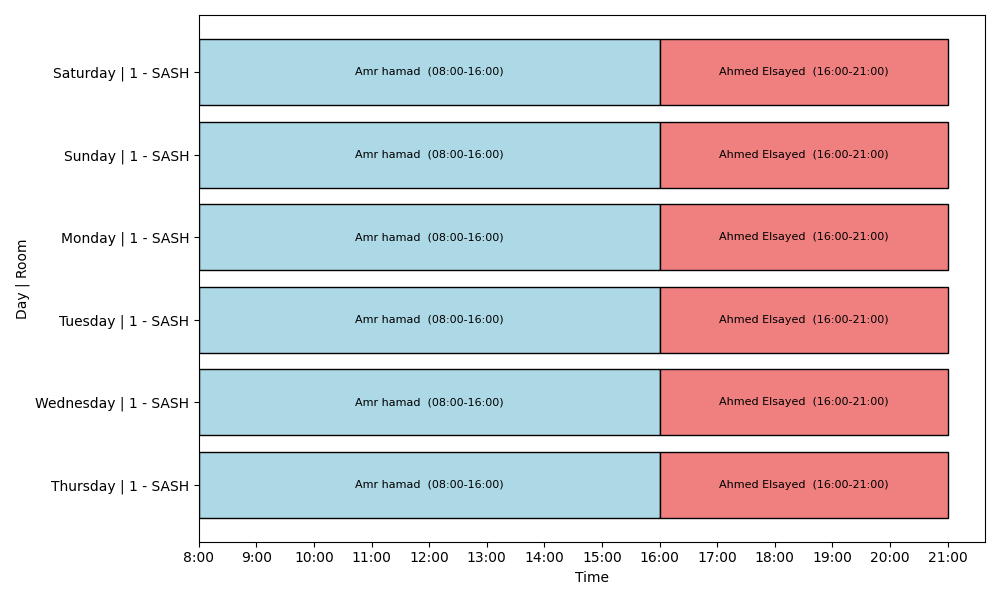 Saturday | 1 - SASH
Amr hamad (08:00-16:00)
Ahmed Elsayed (16:00-21:00)
Sunday | 1 - SASH
Amr hamad (08:00-16:00)
Ahmed Elsayed (16:00-21:00)
Monday | 1 - SASH
Amr hamad (08:00-16:00)
Ahmed Elsayed (16:00-21:00)
Tuesday | 1 - SASH
Amr hamad (08:00-16:00)
Ahmed Elsayed (16:00-21:00)
Wednesday | 1 - SASH
Amr hamad (08:00-16:00)
Ahmed Elsayed (16:00-21:00)
Thursday | 1 - SASH
Amr hamad (08:00-16:00)
Ahmed Elsayed (16:00-21:00)
Day | Room
8:00 9:00 10:00 11:00 12:00 13:00 14:00 15:00 16:00 17:00 18:00 19:00 20:00 21:00
Time